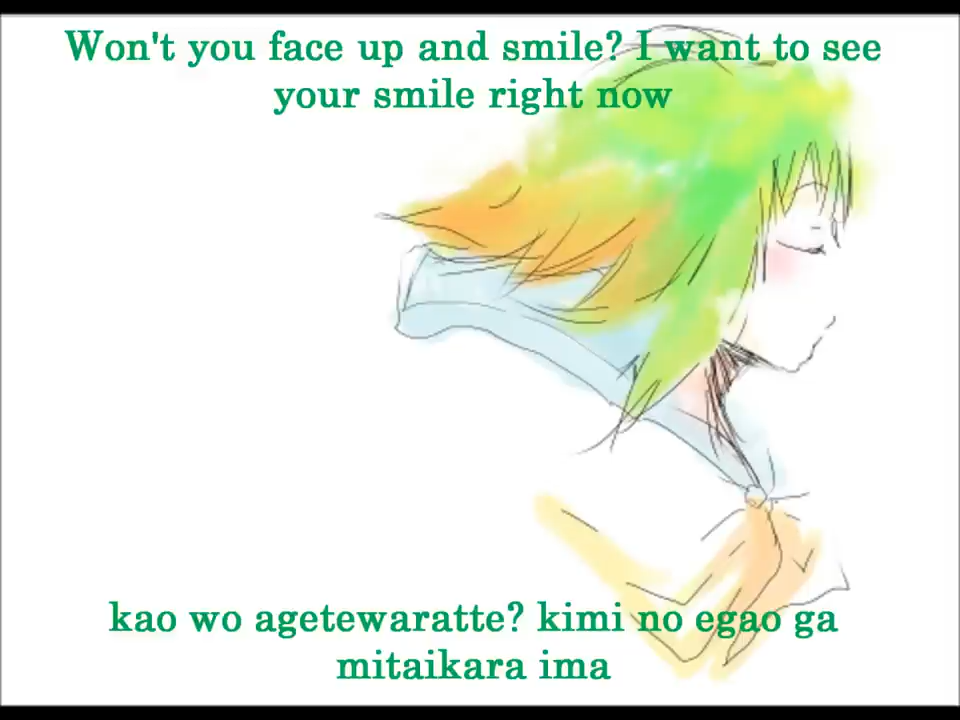 Won't you face up and smile? I want to see
your smile right now
kao wo agetewaratte? kimi no egao ga
mitaikara ima